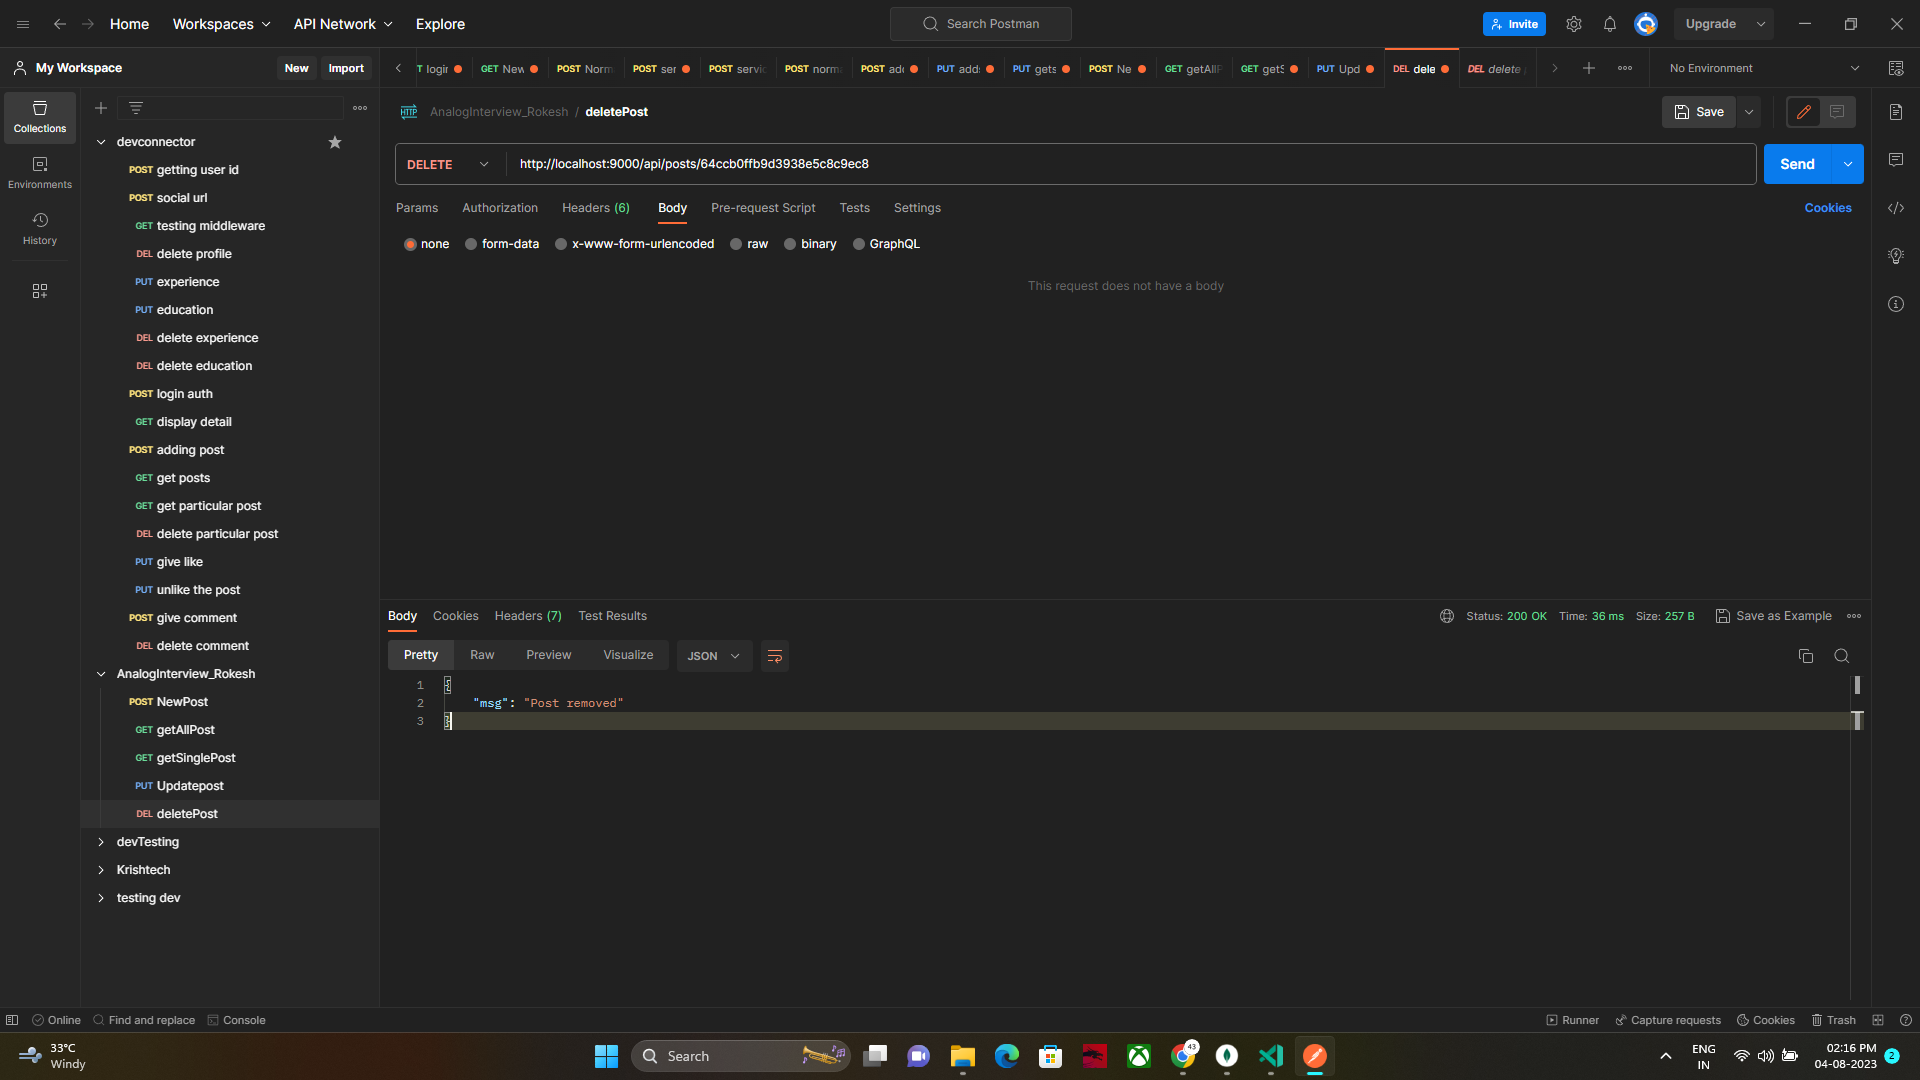 Home
Workspaces
API Network
Explore
Search Postman
Invite
Upgrade
My Workspace
New
Import
POST Norm
POST ser
POST servic
POST norma
POST add
PUT add
PUT gets
POST Ne
GET getAllP
GET getS
PUT Upd
DEL dele
DEL delete
GET New
No Environment
Collections
Environments
History
devconnector
POST getting user id
POST social url
GET testing middleware
DEL delete profile
PUT experience
PUT education
DEL delete experience
DEL delete education
POST login auth
GET display detail
POST adding post
GET get posts
GET get particular post
DEL delete particular post
PUT give like
PUT unlike the post
POST give comment
DEL delete comment
AnalogInterview_Rokesh
POST NewPost
GET getAllPost
GET getSinglePost
PUT Updatepost
DEL deletePost
devTesting
Krishtech
testing dev
HTTP AnalogInterview_Rokesh / deletePost
Save
DELETE
http://localhost:9000/api/posts/64ccb0ffb9d3938e5c8c9ec8
Send
Params Authorization Headers (6) Body Pre-request Script Tests Settings
Cookies
none form-data x-www-form-urlencoded raw binary GraphQL
This request does not have a body
Body Cookies Headers (7) Test Results
Status: 200 OK Time: 36 ms Size: 257 B
Save as Example
Pretty Raw Preview Visualize JSON
1 {
2 "msg": "Post removed"
3 }
Online
Find and replace
Console
Runner
Capture requests
Cookies
Trash
33°C
Windy
Search
43
ENG
IN
02:16 PM
04-08-2023
2